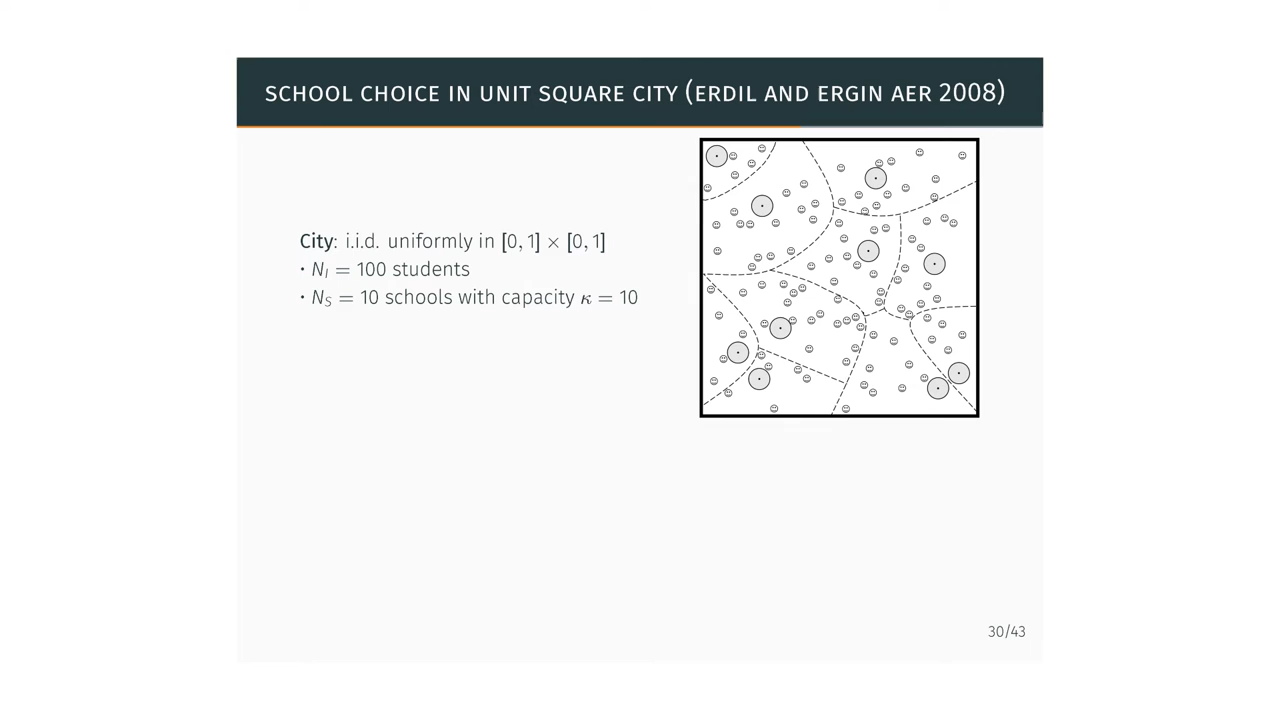 SCHOOL CHOICE IN UNIT SQUARE CITY (ERDIL AND ERGIN AER 2008)
City: i.i.d. uniformly in [0, 1] × [0, 1]
• N_I = 100 students
• N_S = 10 schools with capacity κ = 10
30/43